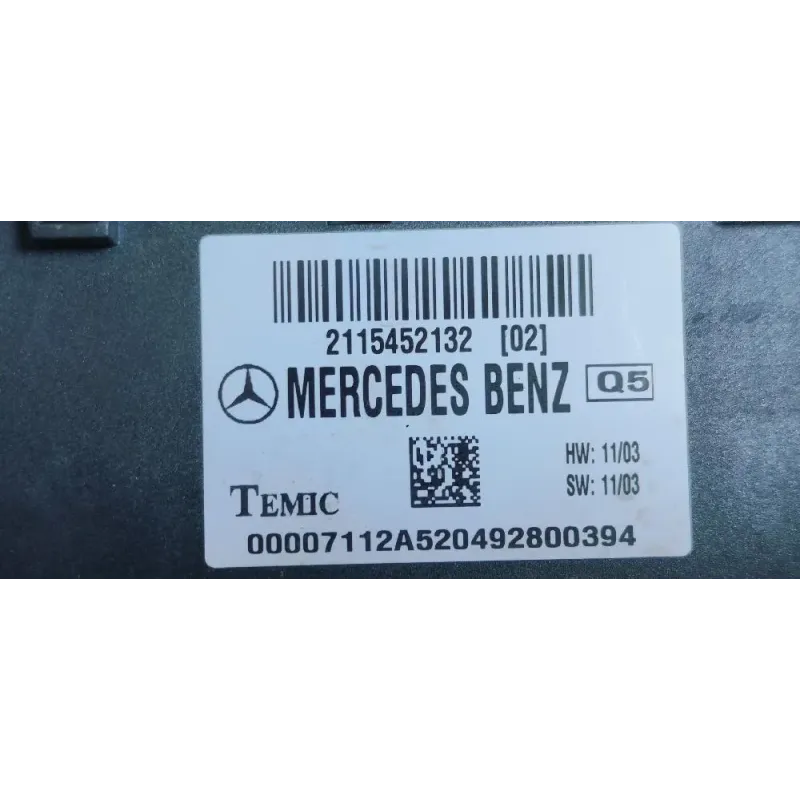 2115452132 [02]
MERCEDES BENZ Q5
HW: 11/03
SW: 11/03
TEMIC
00007112A520492800394